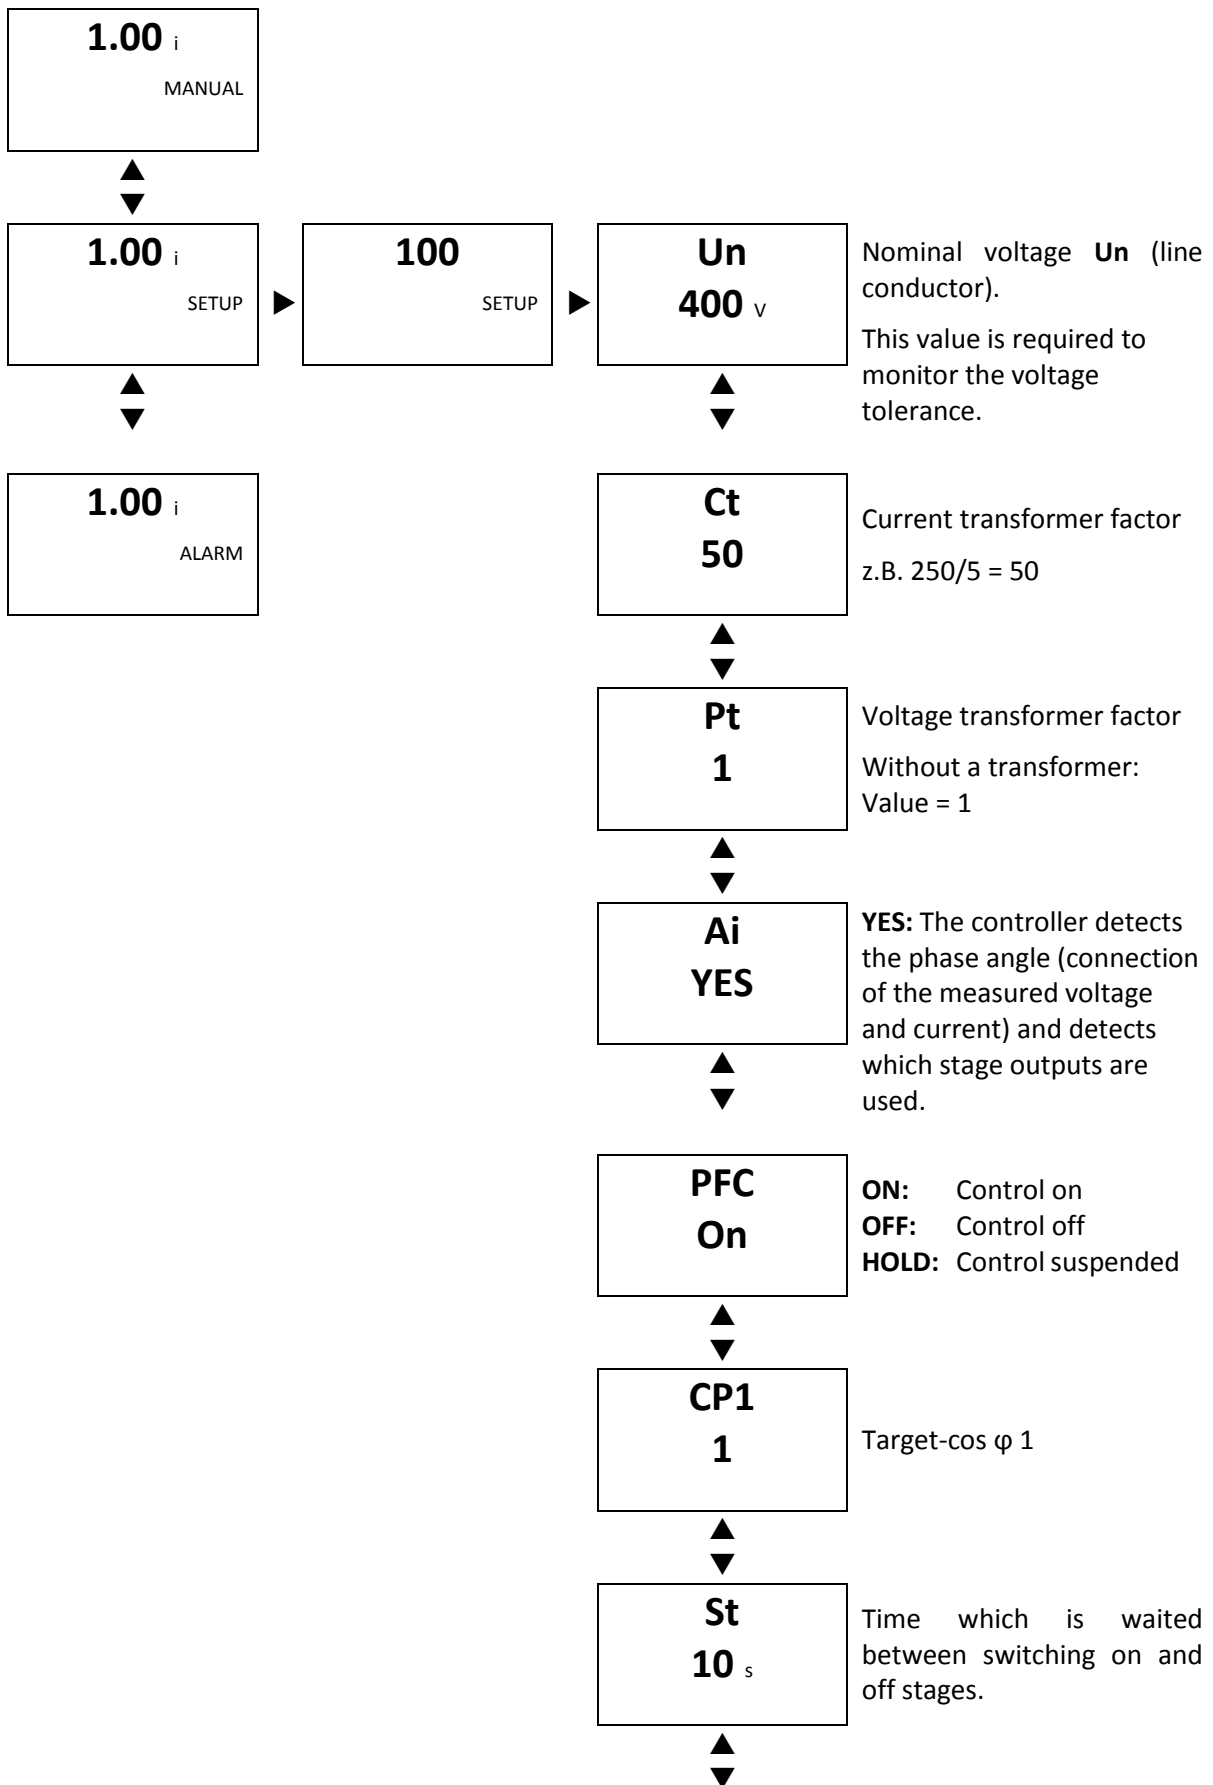 1.00 i
MANUAL
▲
▼
1.00 i
SETUP
▶
100
SETUP
▶
Un
400 V
Nominal voltage Un (line
conductor).
This value is required to
monitor the voltage
tolerance.
▲
▼
▲
▼
1.00 i
ALARM
Ct
50
Current transformer factor
z.B. 250/5 = 50
▲
▼
Pt
1
Voltage transformer factor
Without a transformer:
Value = 1
▲
▼
Ai
YES
YES: The controller detects
the phase angle (connection
of the measured voltage
and current) and detects
which stage outputs are
used.
▲
▼
PFC
On
ON: Control on
OFF: Control off
HOLD: Control suspended
▲
▼
CP1
1
Target-cos φ 1
▲
▼
St
10 s
Time which is waited
between switching on and
off stages.
▲
▼